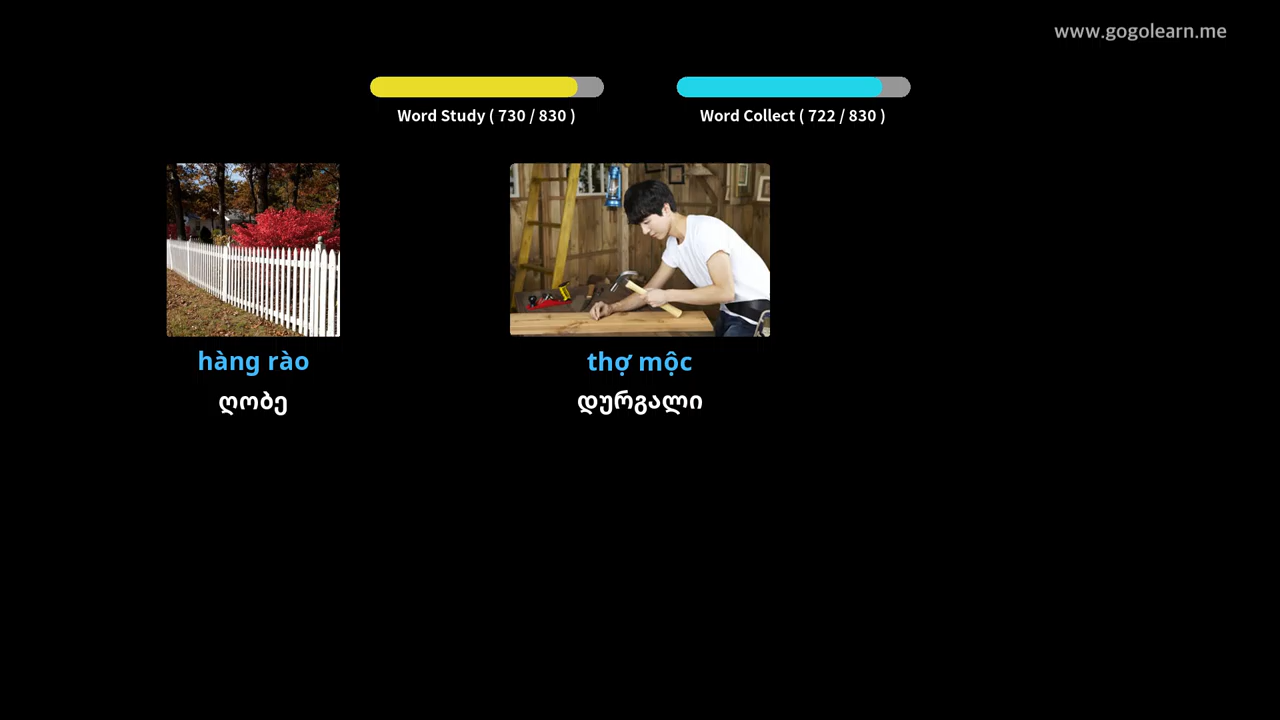 www.gogolearn.me
Word Study ( 730 / 830 )
Word Collect ( 722 / 830 )
hàng rào
ღობე
thợ mộc
დურგალი